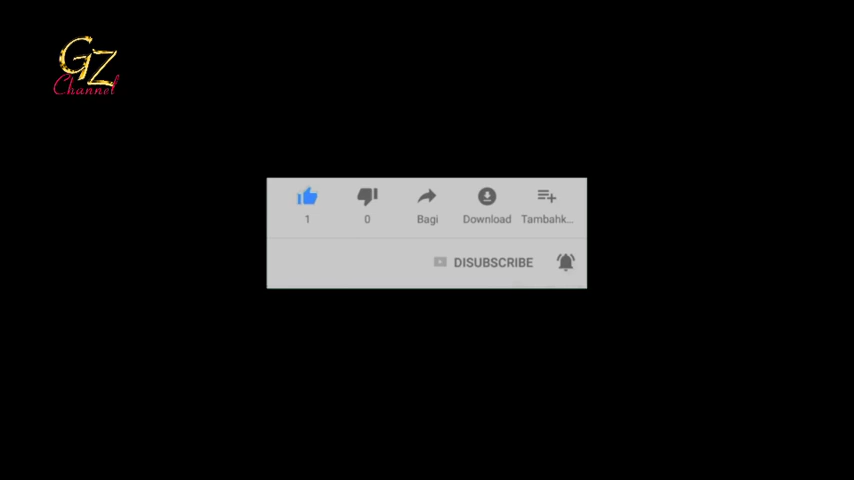 GZ
Channel
1
0
Bagi
Download
Tambahk...
DISUBSCRIBE